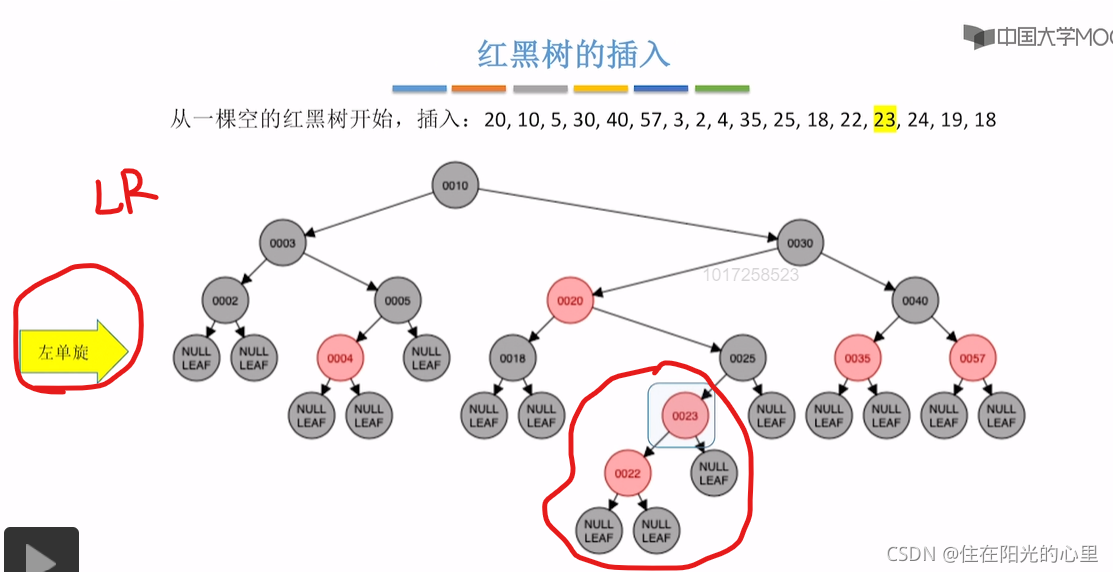 中国大学MOO
红黑树的插入
从一棵空的红黑树开始，插入：20, 10, 5, 30, 40, 57, 3, 2, 4, 35, 25, 18, 22, 23, 24, 19, 18
LR
0010
0003
0030
1017258523
0002
0005
0020
0040
左单旋
NULL LEAF
NULL LEAF
0004
NULL LEAF
0018
0025
0035
0057
NULL LEAF
NULL LEAF
NULL LEAF
NULL LEAF
0023
NULL LEAF
NULL LEAF
NULL LEAF
NULL LEAF
NULL LEAF
0022
NULL LEAF
NULL LEAF
NULL LEAF
CSDN @住在阳光的心里